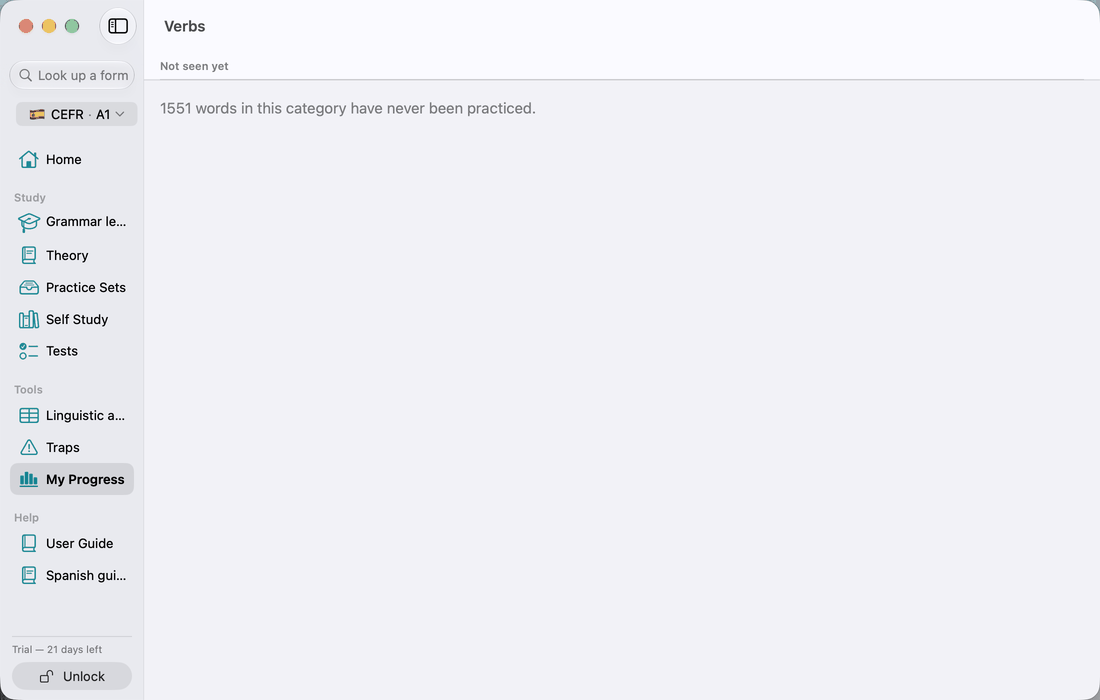 Verbs
Look up a form
Not seen yet
CEFR · A1
1551 words in this category have never been practiced.
Home
Study
Grammar le...
Theory
Practice Sets
Self Study
Tests
Tools
Linguistic a...
Traps
My Progress
Help
User Guide
Spanish gui...
Trial — 21 days left
Unlock